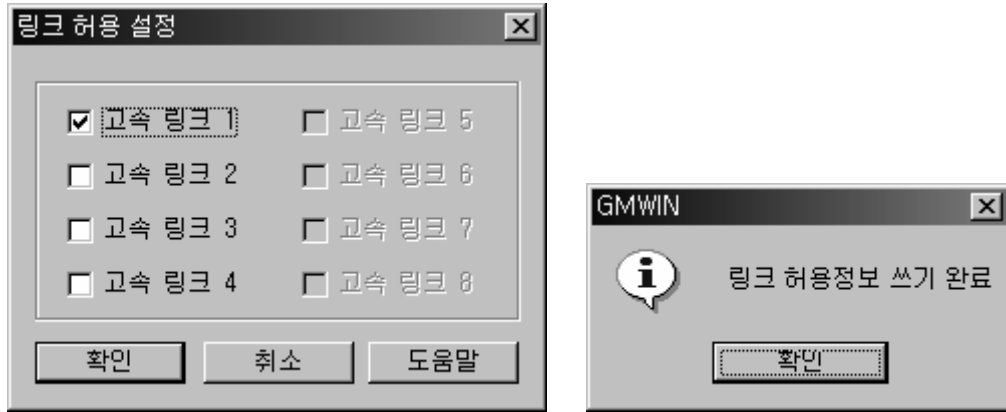 링크 허용 설정
고속 링크 1
고속 링크 5
고속 링크 2
고속 링크 6
고속 링크 3
고속 링크 7
고속 링크 4
고속 링크 8
확인
취소
도움말
GMWIN
링크 허용정보 쓰기 완료
확인